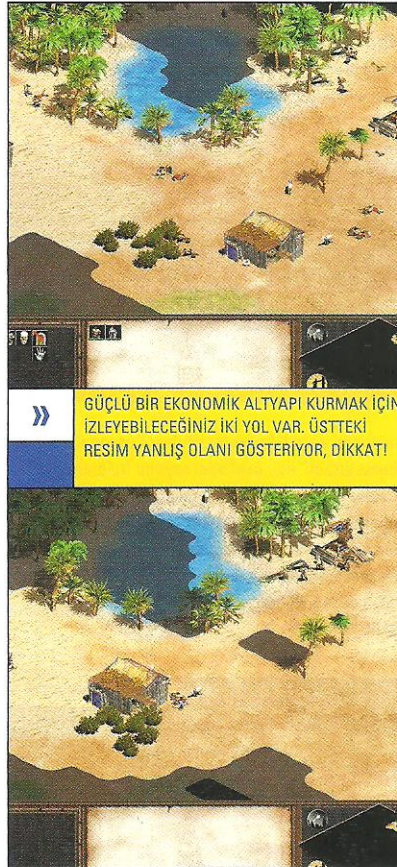 »
GÜÇLÜ BİR EKONOMİK ALTYAPI KURMAK İÇİN
İZLEYEBİLECEĞİNİZ İKİ YOL VAR. ÜSTTEKİ
RESİM YANLIŞ OLANI GÖSTERİYOR, DİKKAT!